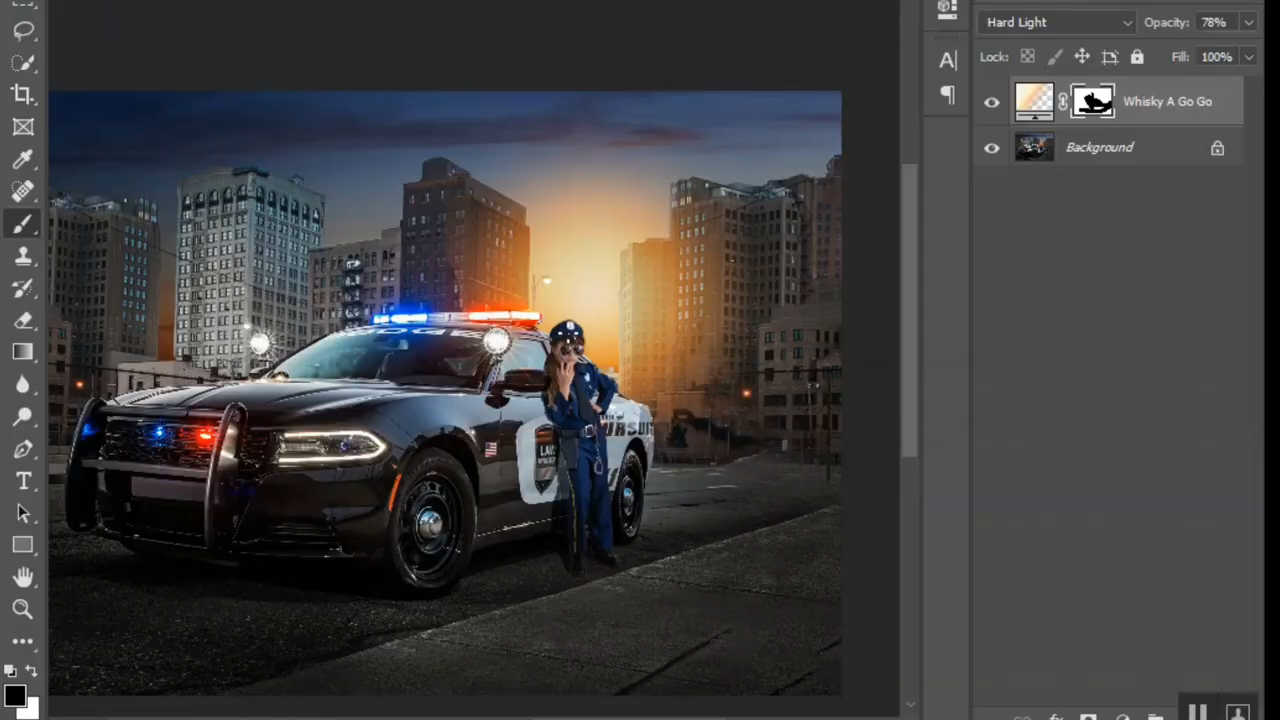 Hard Light
Opacity: 78%
Lock:
Fill: 100%
Whisky A Go Go
Background